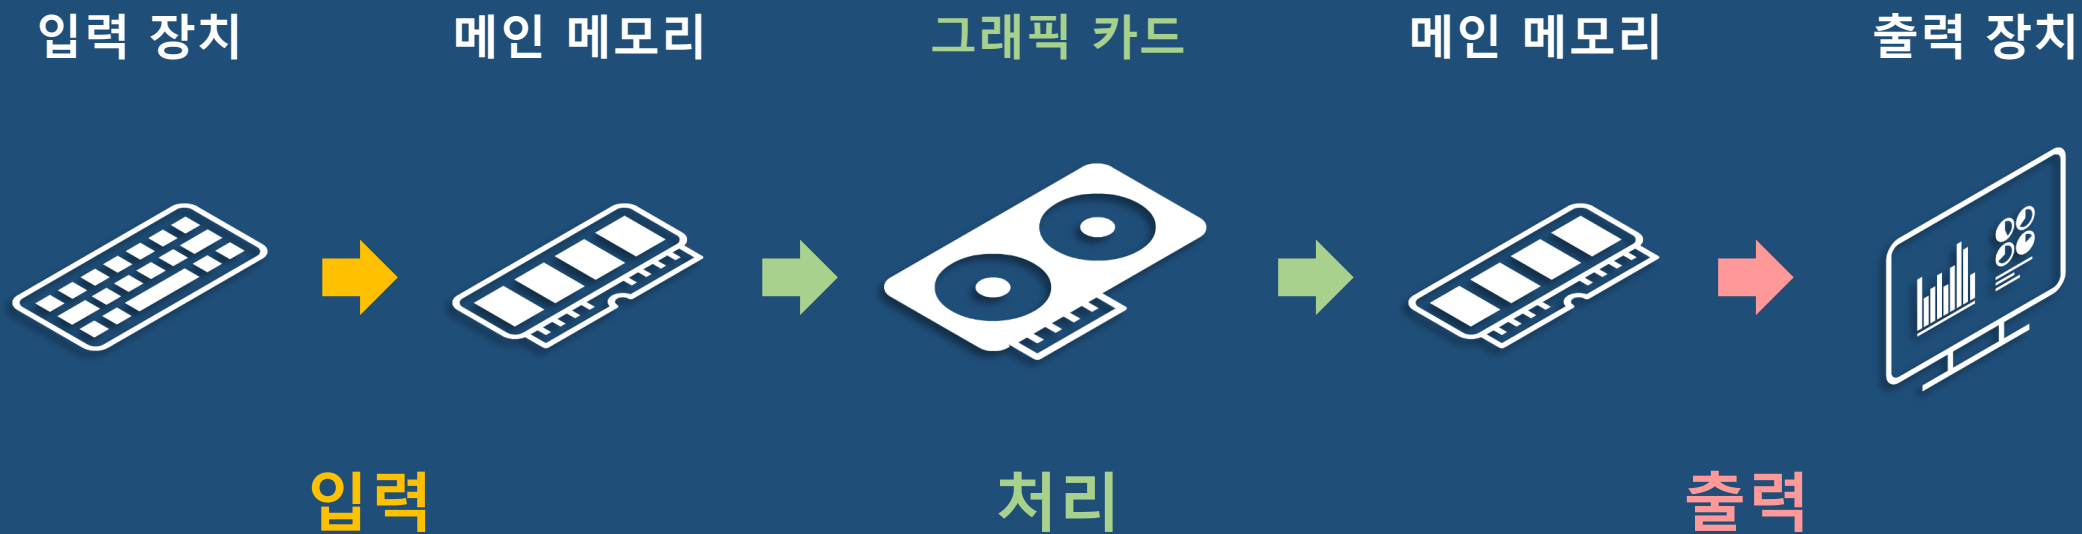 입력 장치 메인 메모리 그래픽 카드 메인 메모리 출력 장치
입력 처리 출력